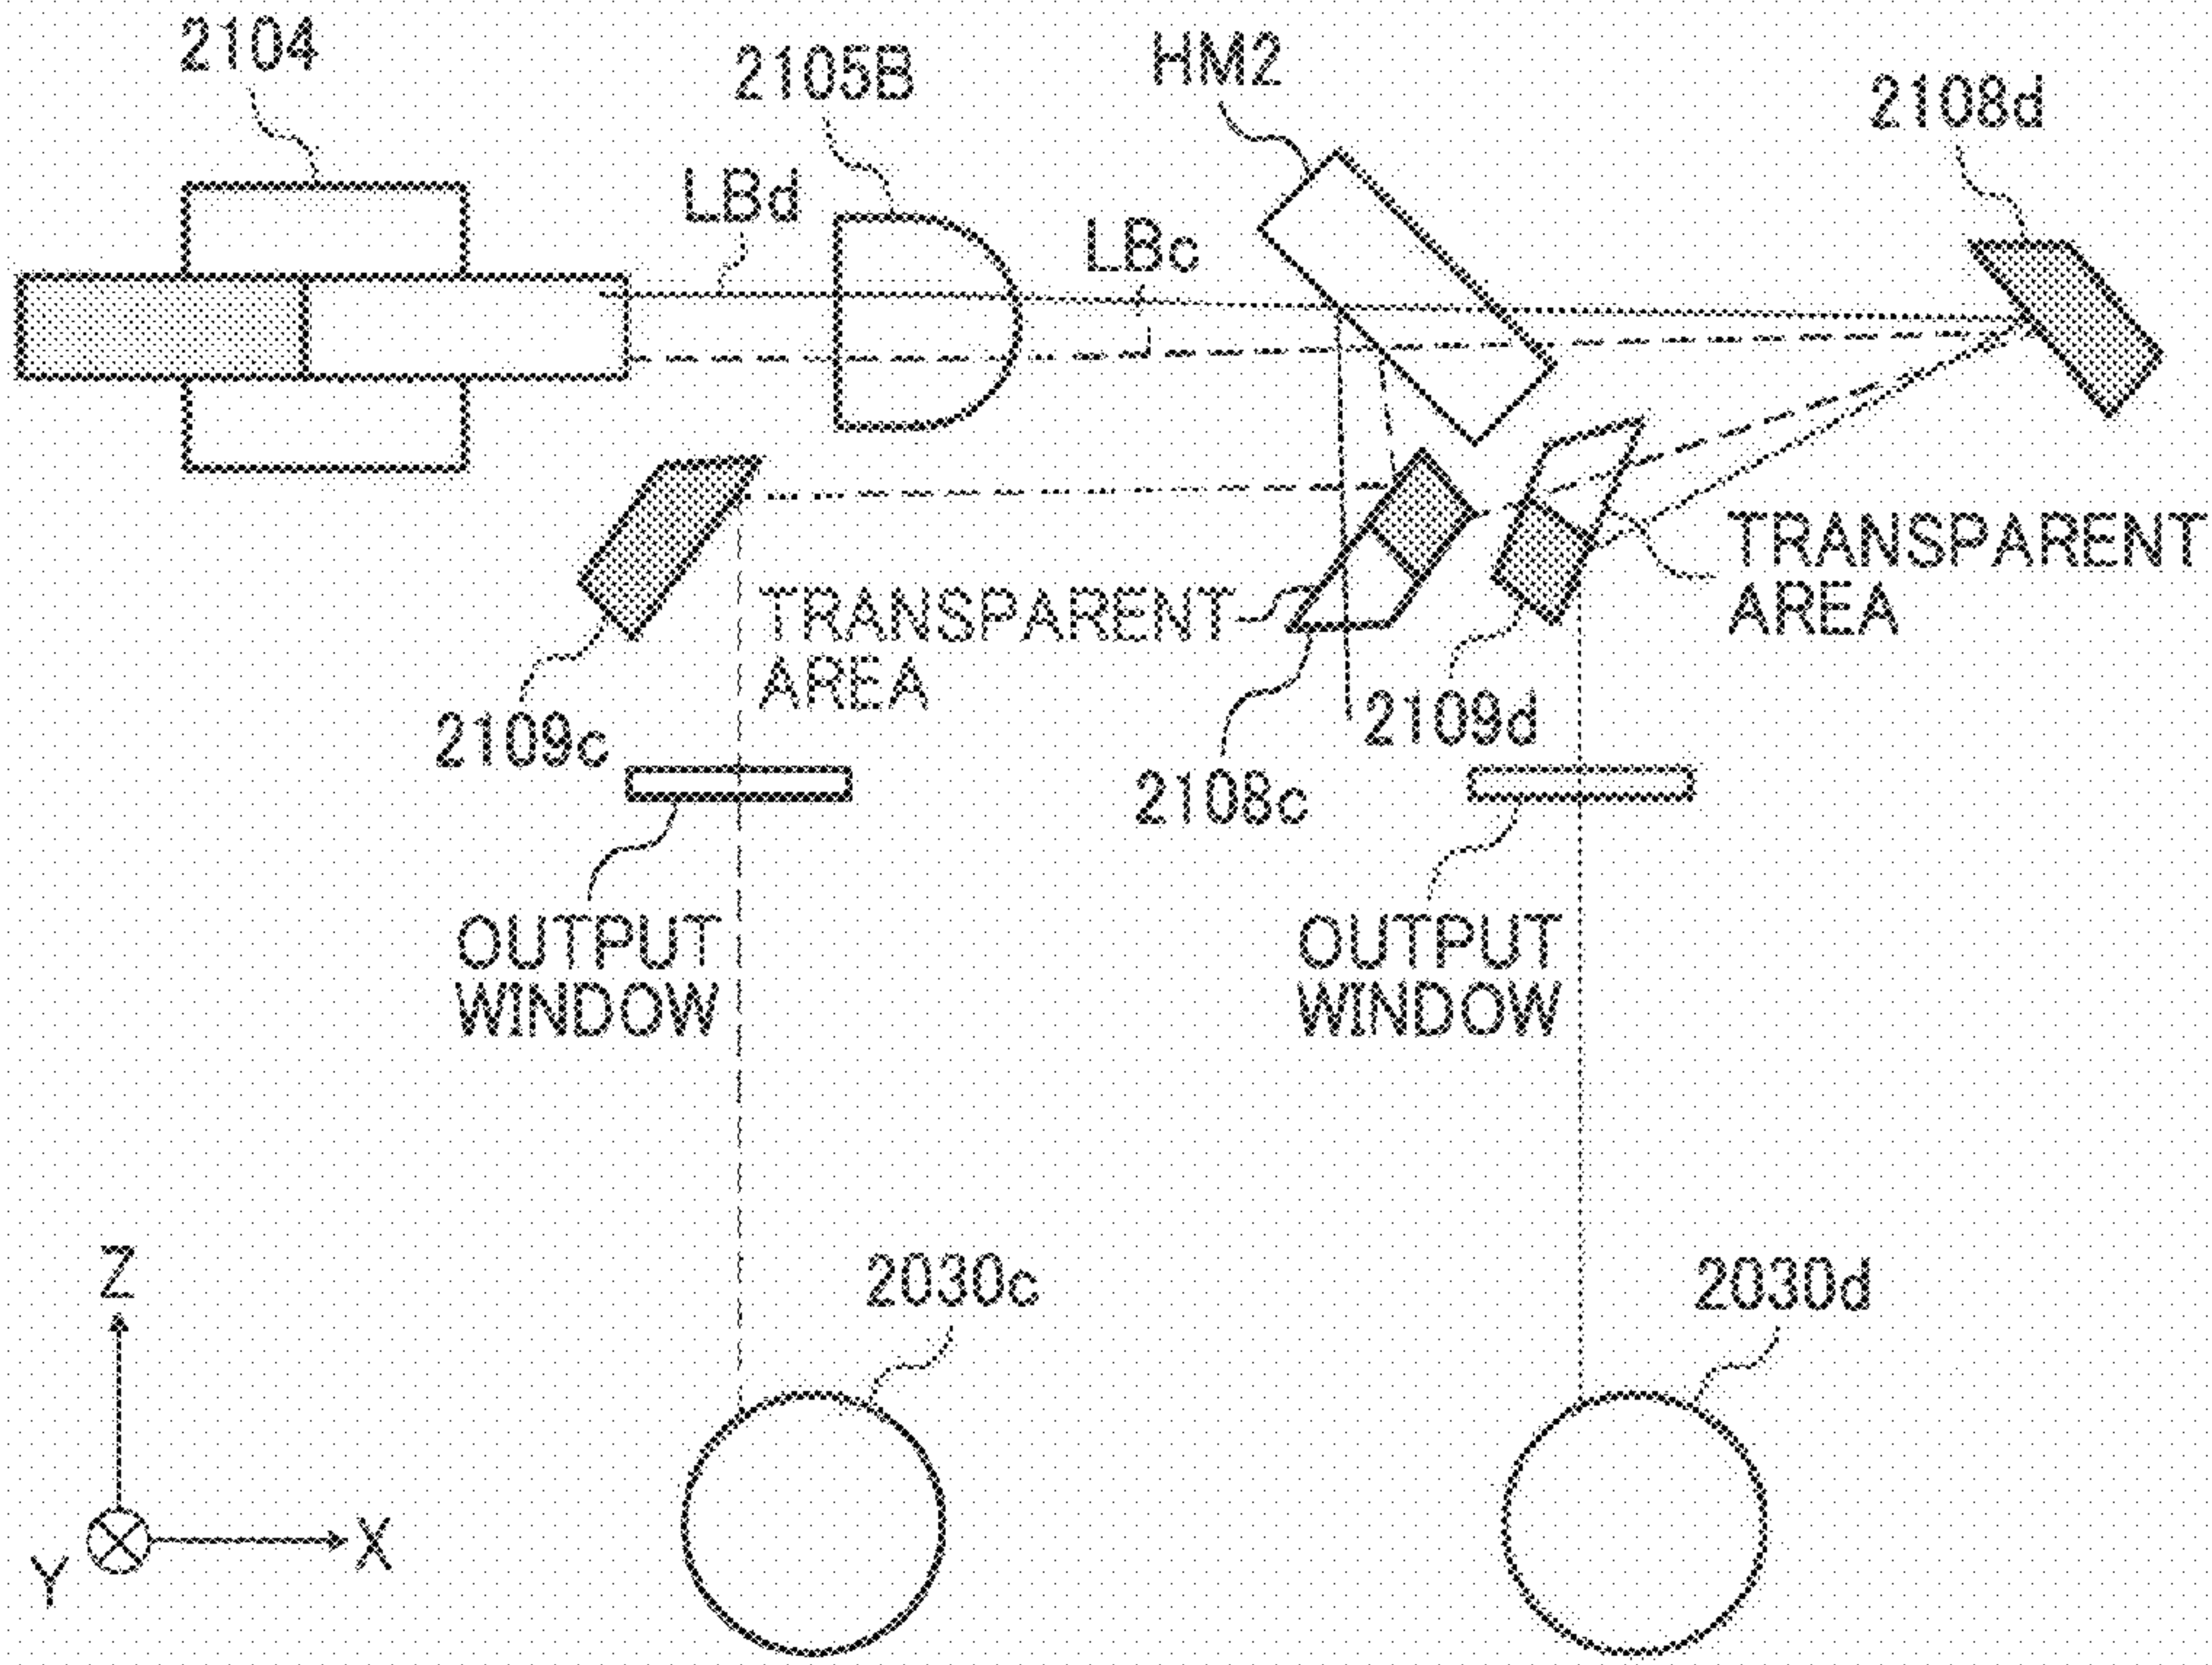 2104
2105B
HM2
2108d
LBd
LBc
TRANSPARENT
AREA
TRANSPARENT
AREA
2109c
2109d
2108c
OUTPUT
WINDOW
OUTPUT
WINDOW
Z
2030c
2030d
X
Y